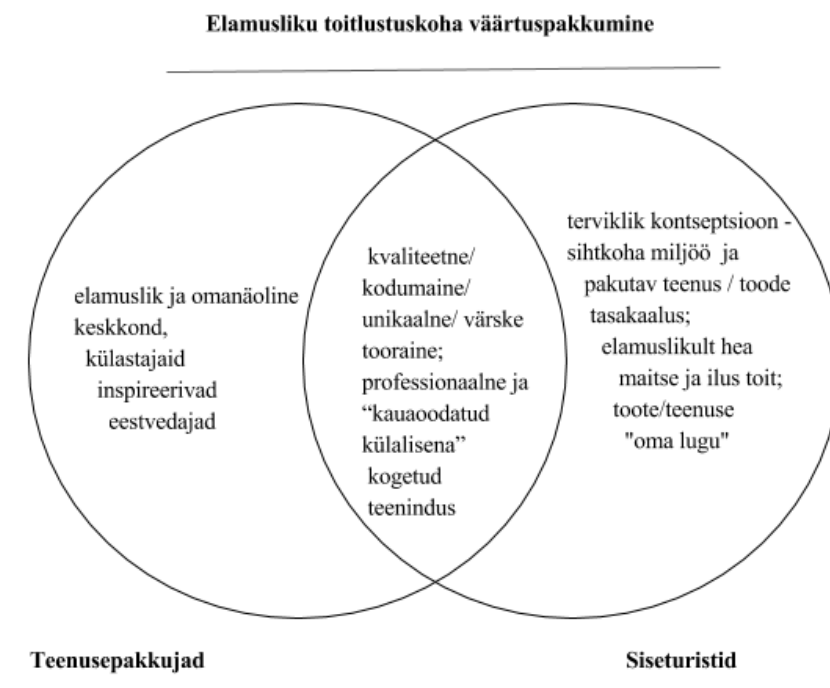 Elamusliku toitlustuskoha väärtuspakkumine
elamuslik ja omanäoline
keskkond,
külastajaid
inspireerivad
eestvedajad
kvaliteetne/
kodumaine/
unikaalne/ värske
tooraine;
professionaalne ja
“kauaoodatud
külalisena”
kogetud
teenindus
terviklik kontseptsioon -
sihtkoha miljöö ja
pakutav teenus / toode
tasakaalus;
elamuslikult hea
maitse ja ilus toit;
toote/teenuse
"oma lugu"
Teenusepakkujad
Siseturistid